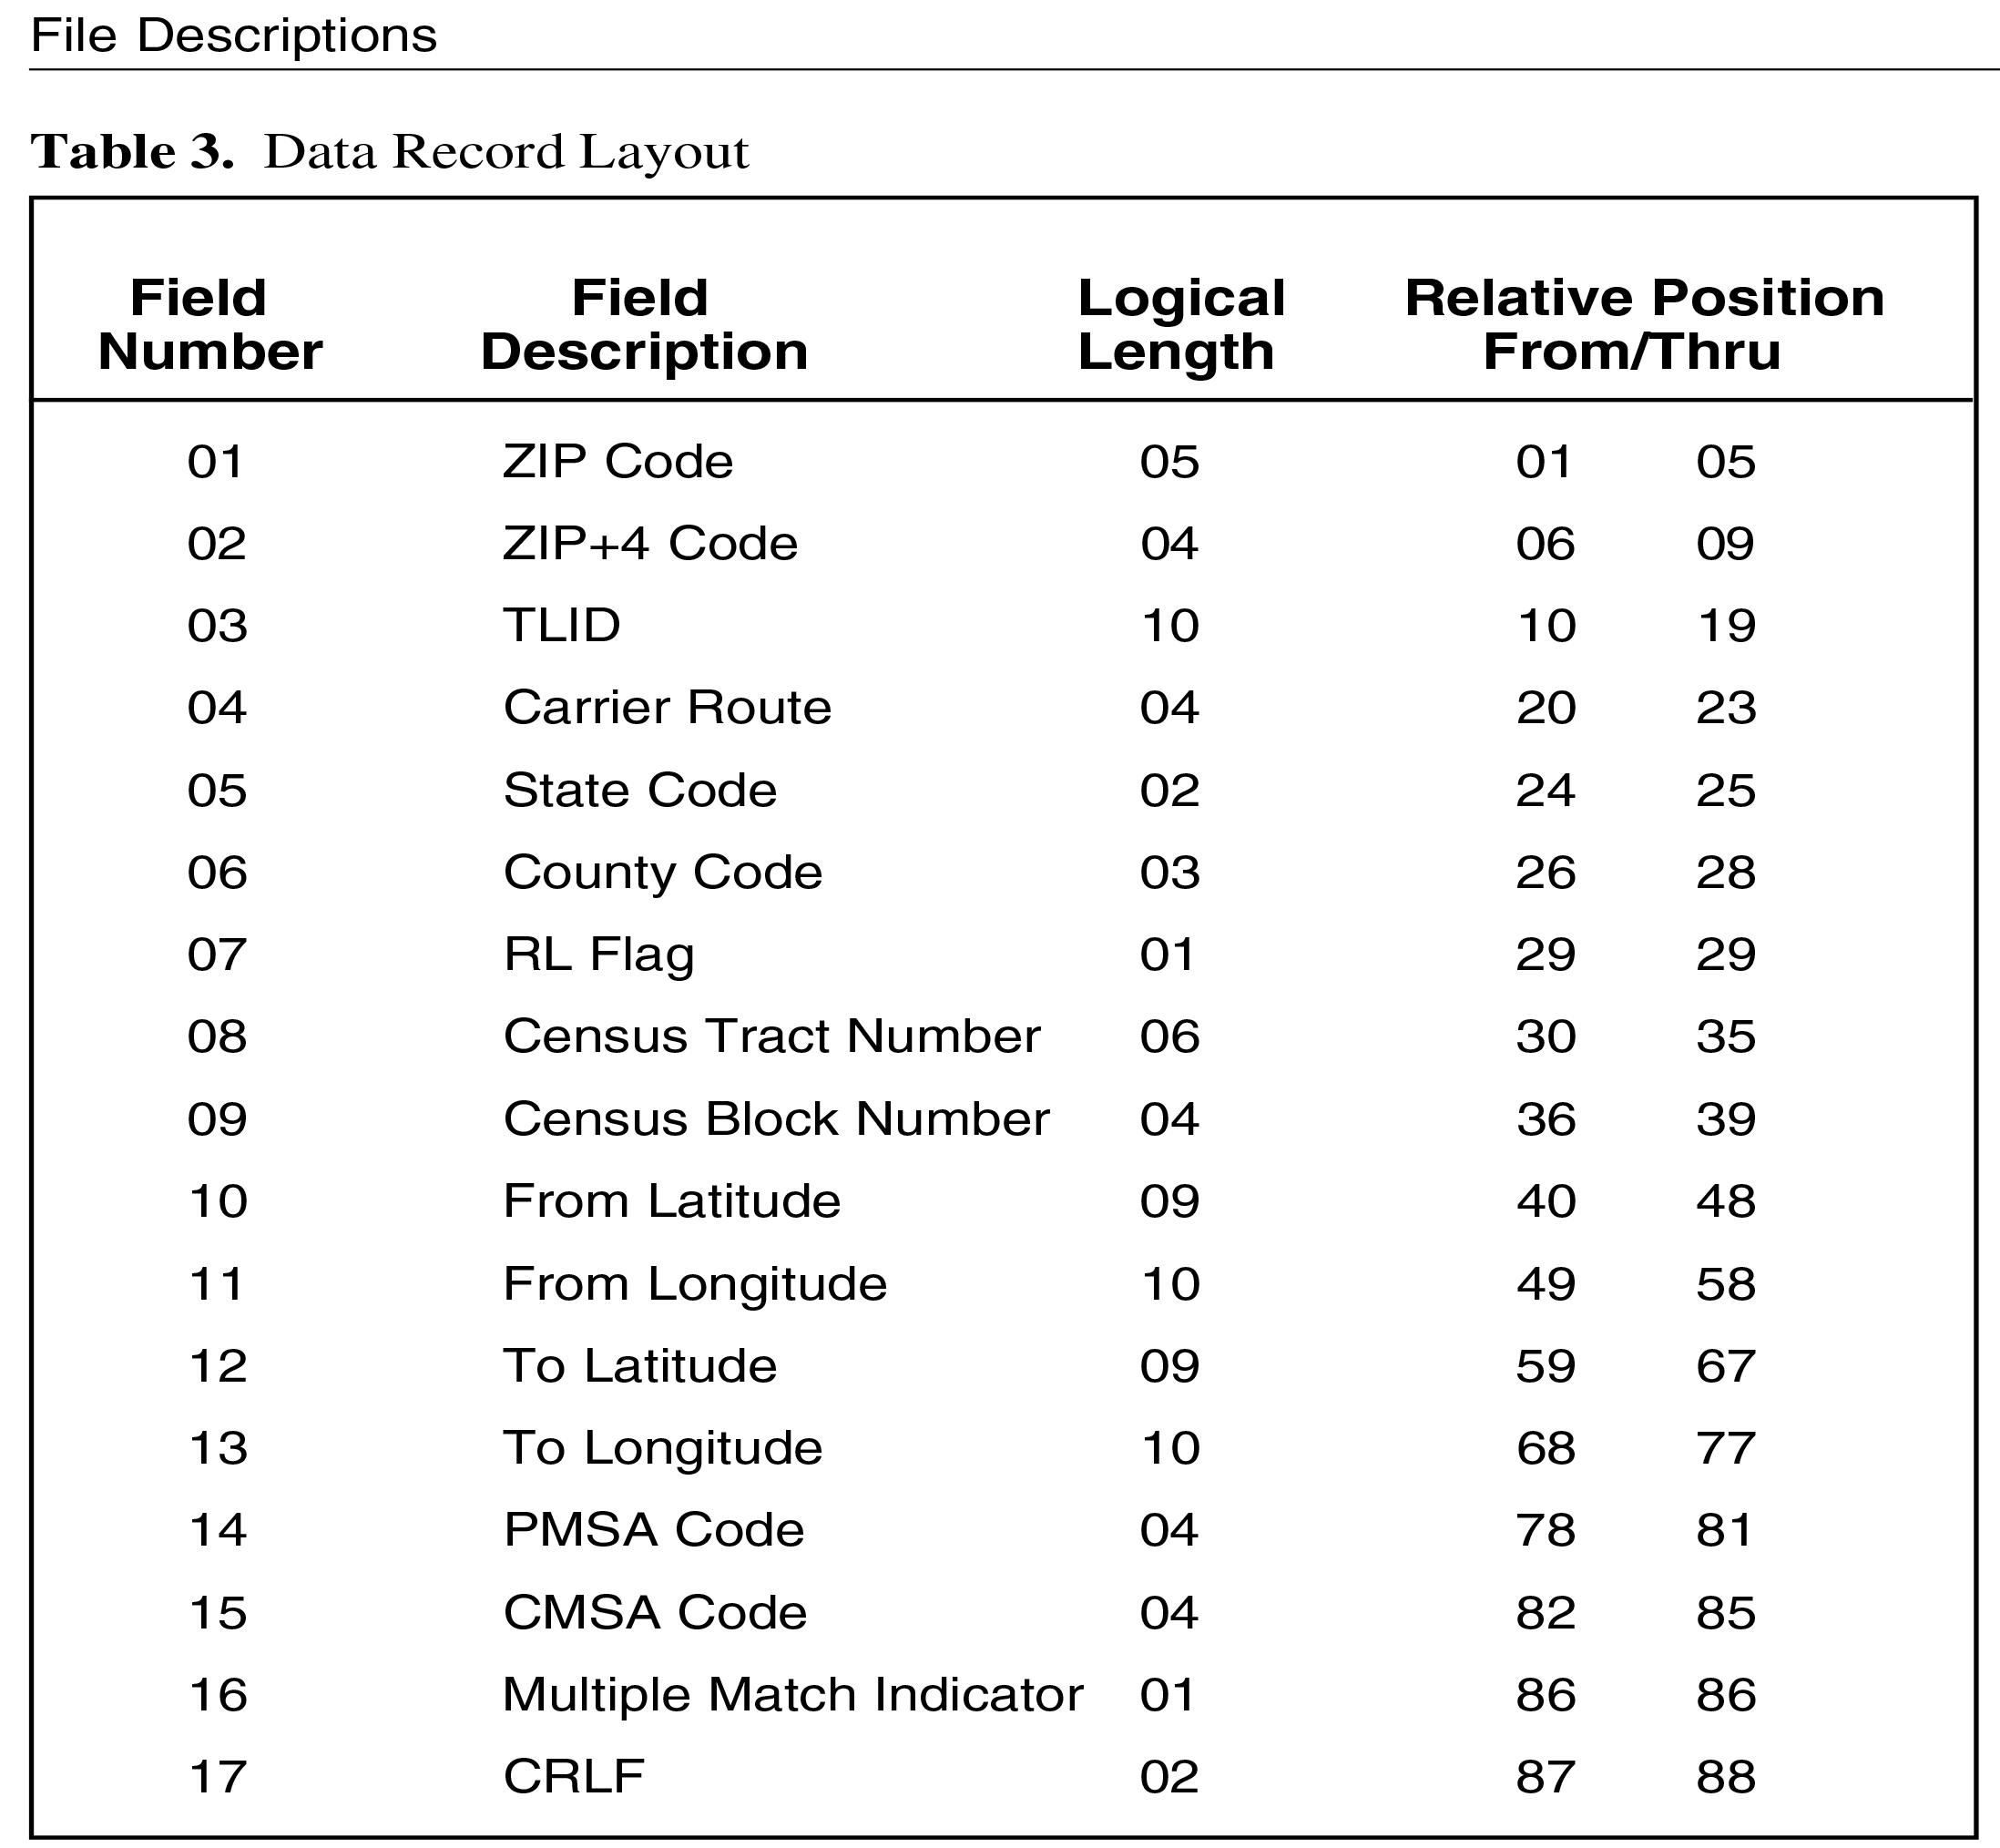 File Descriptions
Table 3. Data Record Layout
Field Number Field Description Logical Length Relative Position From/Thru
01 ZIP Code 05 01 05
02 ZIP+4 Code 04 06 09
03 TLID 10 10 19
04 Carrier Route 04 20 23
05 State Code 02 24 25
06 County Code 03 26 28
07 RL Flag 01 29 29
08 Census Tract Number 06 30 35
09 Census Block Number 04 36 39
10 From Latitude 09 40 48
11 From Longitude 10 49 58
12 To Latitude 09 59 67
13 To Longitude 10 68 77
14 PMSA Code 04 78 81
15 CMSA Code 04 82 85
16 Multiple Match Indicator 01 86 86
17 CRLF 02 87 88